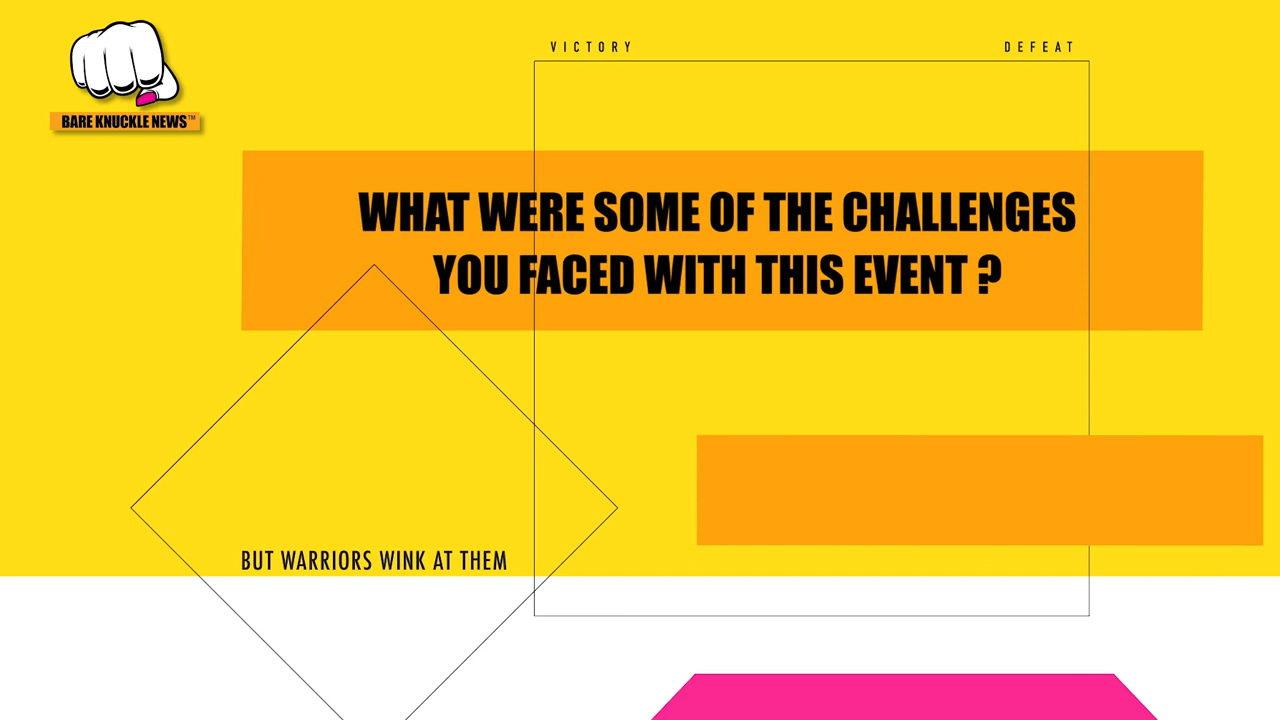 VICTORY
DEFEAT
BARE KNUCKLE NEWS™
WHAT WERE SOME OF THE CHALLENGES
YOU FACED WITH THIS EVENT ?
BUT WARRIORS WINK AT THEM